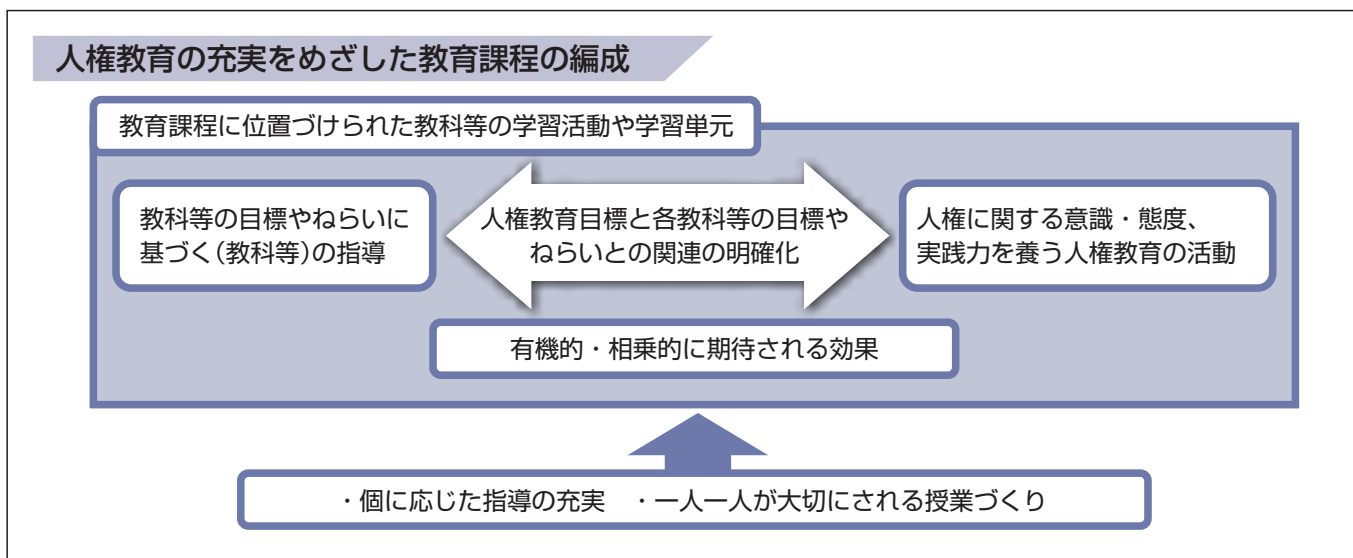 人権教育の充実をめざした教育課程の編成
教育課程に位置づけられた教科等の学習活動や学習単元
教科等の目標やねらいに
基づく(教科等)の指導
人権教育目標と各教科等の目標や
ねらいとの関連の明確化
人権に関する意識・態度、
実践力を養う人権教育の活動
有機的・相乗的に期待される効果
・個に応じた指導の充実 ・一人一人が大切にされる授業づくり